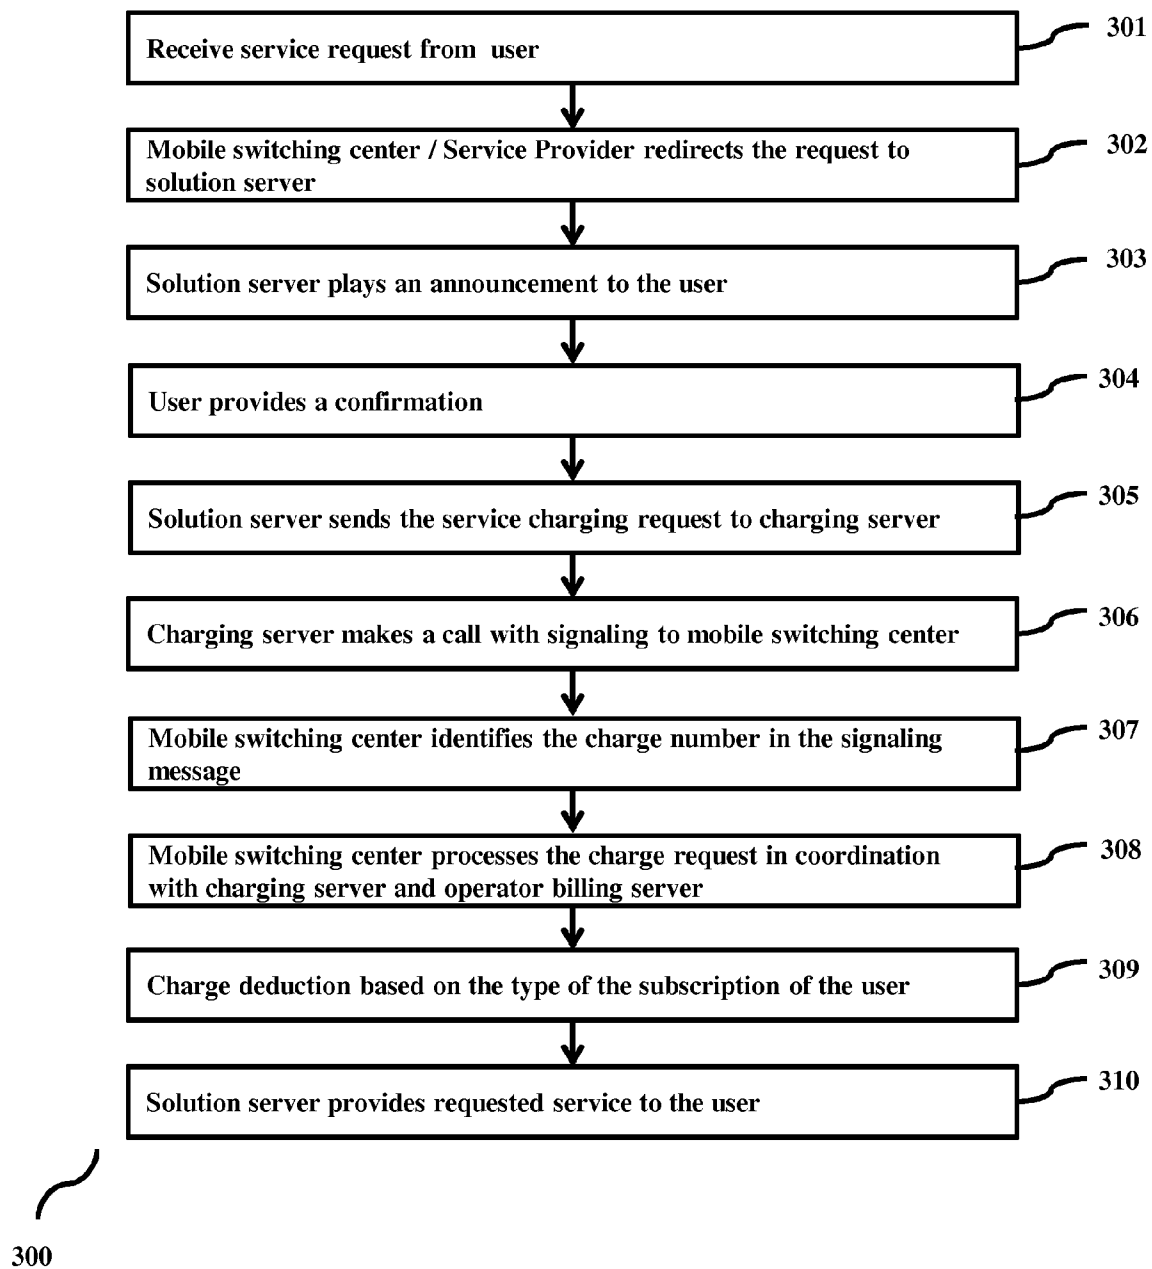 Receive service request from user
301
Mobile switching center / Service Provider redirects the request to
solution server
302
Solution server plays an announcement to the user
303
User provides a confirmation
304
Solution server sends the service charging request to charging server
305
Charging server makes a call with signaling to mobile switching center
306
Mobile switching center identifies the charge number in the signaling
message
307
Mobile switching center processes the charge request in coordination
with charging server and operator billing server
308
Charge deduction based on the type of the subscription of the user
309
Solution server provides requested service to the user
310
300